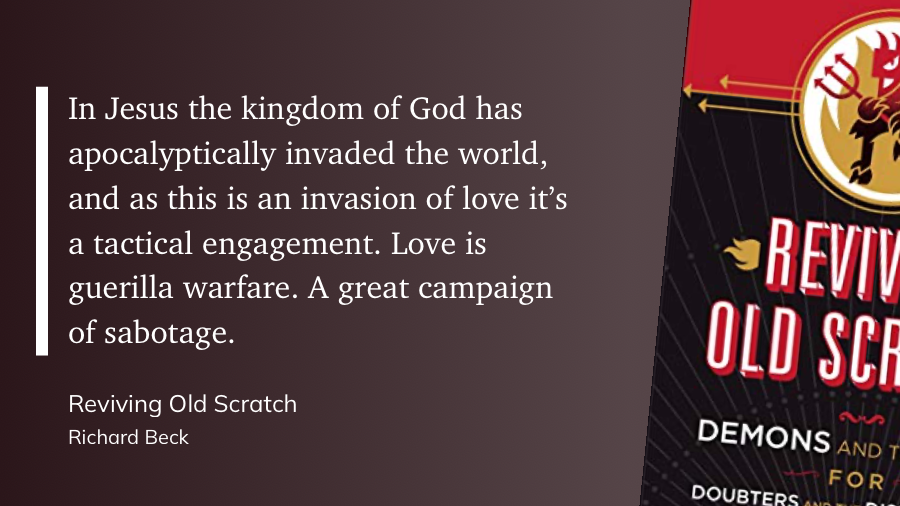 In Jesus the kingdom of God has
apocalyptically invaded the world,
and as this is an invasion of love it’s
a tactical engagement. Love is
guerilla warfare. A great campaign
of sabotage.
Reviving Old Scratch
Richard Beck
OLD
DEMONS AND
FOR
DOUBTERS